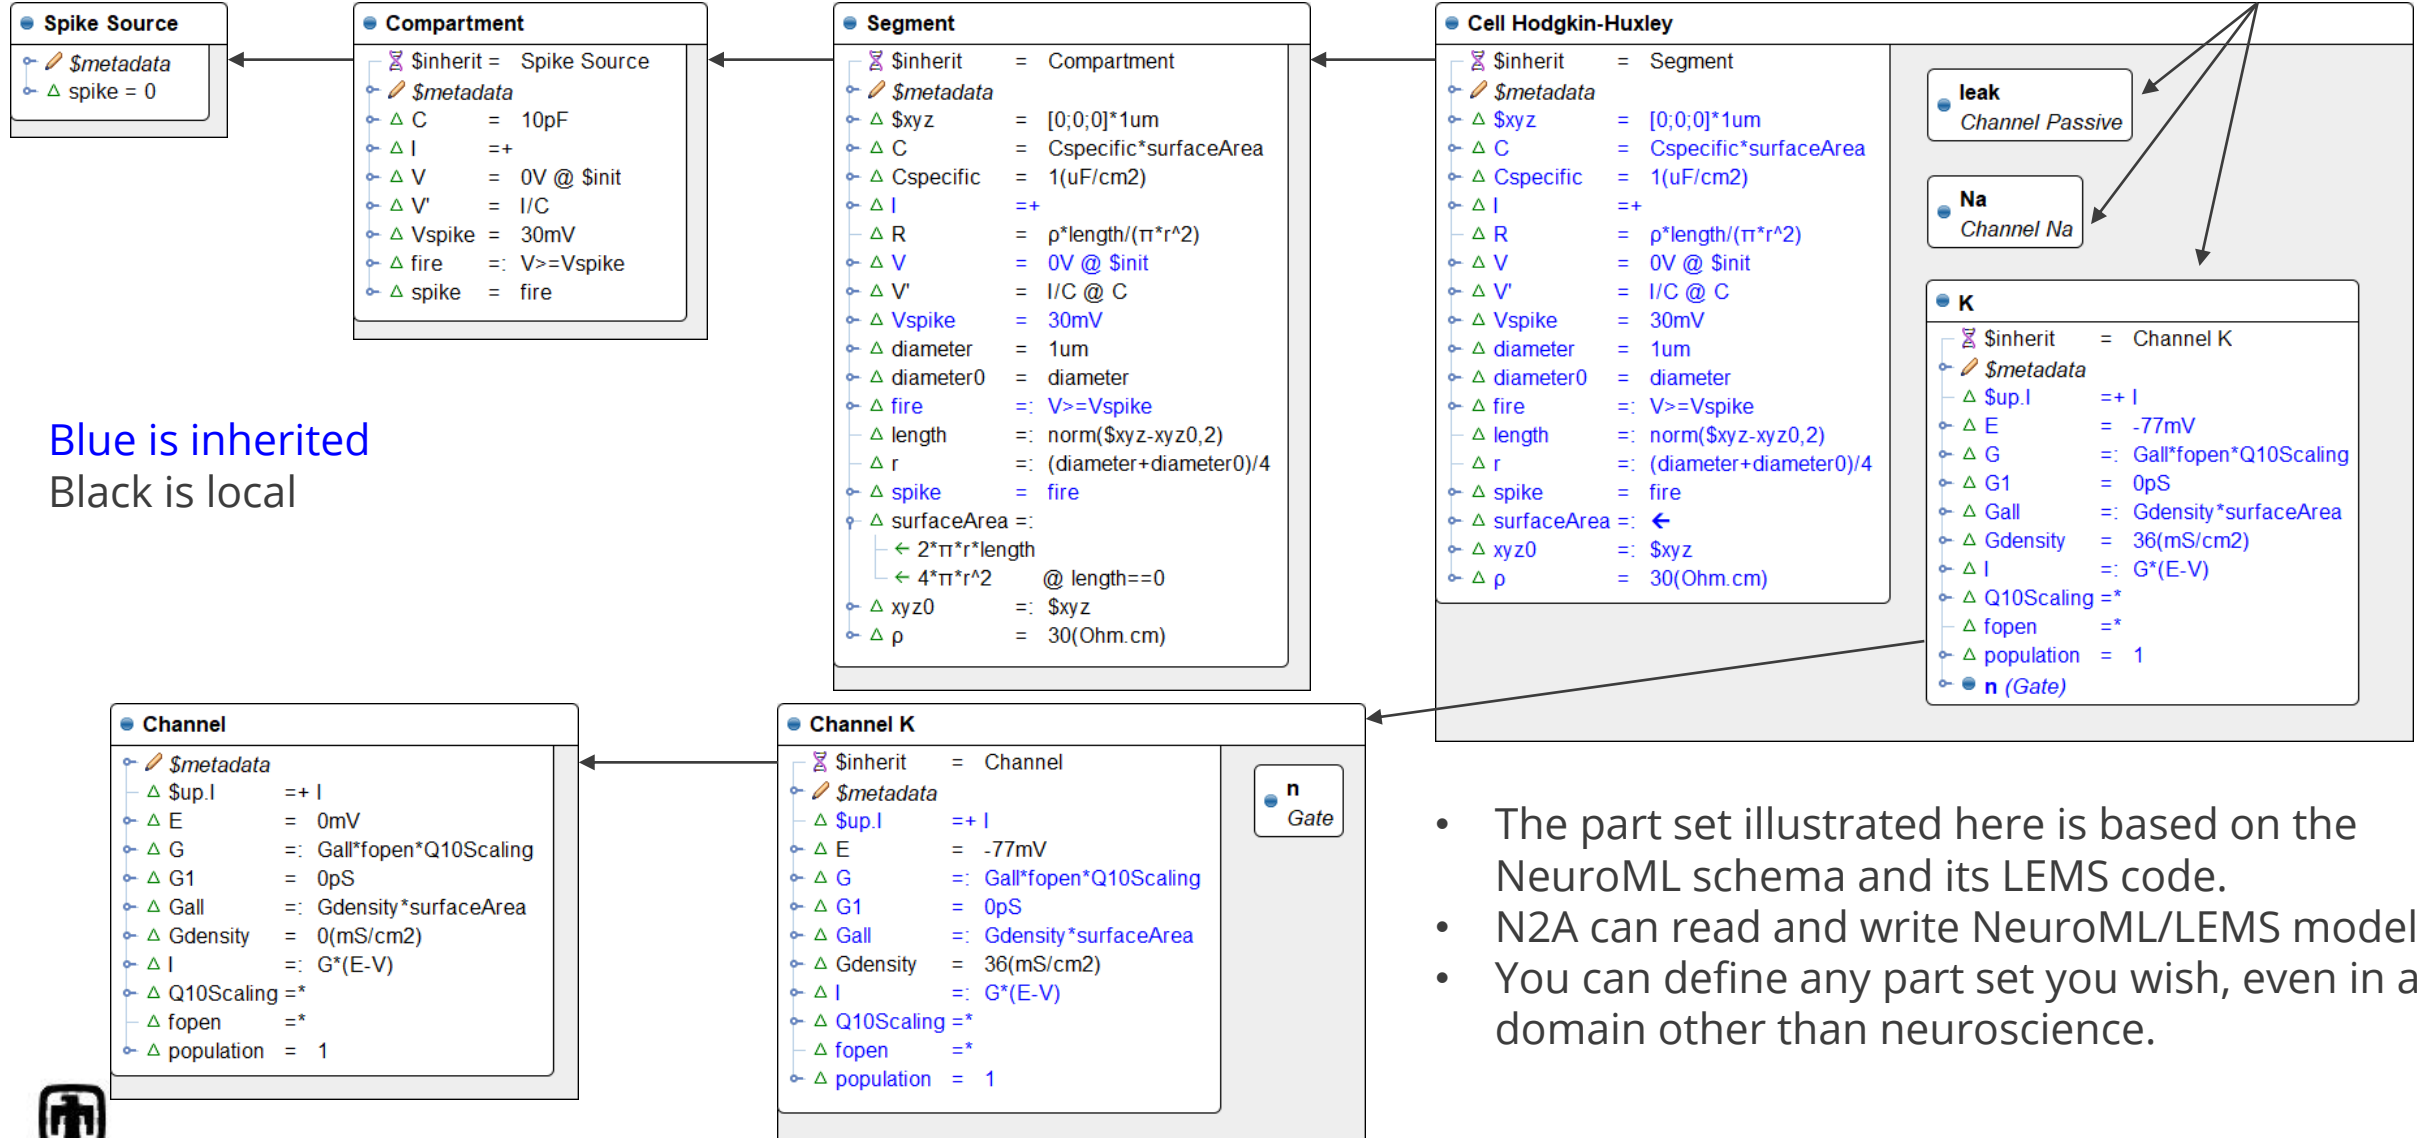 Spike Source
$metadata
spike = 0
Compartment
$inherit = Spike Source
$metadata
C = 10pF
I =+
V = 0V @ $init
V' = I/C
Vspike = 30mV
fire =: V>=Vspike
spike = fire
Segment
$inherit = Compartment
$metadata
$xyz = [0;0;0]*1um
C = Cspecific*surfaceArea
Cspecific = 1(uF/cm2)
I =+
R = ρ*length/(π*r^2)
V = 0V @ $init
V' = I/C @ C
Vspike = 30mV
diameter = 1um
diameter0 = diameter
fire =: V>=Vspike
length =: norm($xyz-xyz0,2)
r =: (diameter+diameter0)/4
spike = fire
surfaceArea =:
← 2*π*r*length
← 4*π*r^2 @ length==0
xyz0 =: $xyz
ρ = 30(Ohm.cm)
Cell Hodgkin-Huxley
$inherit = Segment
$metadata
$xyz = [0;0;0]*1um
C = Cspecific*surfaceArea
Cspecific = 1(uF/cm2)
I =+
R = ρ*length/(π*r^2)
V = 0V @ $init
V' = I/C @ C
Vspike = 30mV
diameter = 1um
diameter0 = diameter
fire =: V>=Vspike
length =: norm($xyz-xyz0,2)
r =: (diameter+diameter0)/4
spike = fire
surfaceArea =: ←
xyz0 =: $xyz
ρ = 30(Ohm.cm)
leak
Channel Passive
Na
Channel Na
K
$inherit = Channel K
$metadata
$up.I =+ I
E = -77mV
G =: Gall*fopen*Q10Scaling
G1 = 0pS
Gall =: Gdensity*surfaceArea
Gdensity = 36(mS/cm2)
I =: G*(E-V)
Q10Scaling =*
fopen =*
population = 1
n (Gate)
Blue is inherited
Black is local
Channel
$metadata
$up.I =+ I
E = 0mV
G =: Gall*fopen*Q10Scaling
G1 = 0pS
Gall =: Gdensity*surfaceArea
Gdensity = 0(mS/cm2)
I =: G*(E-V)
Q10Scaling =*
fopen =*
population = 1
Channel K
$inherit = Channel
$metadata
$up.I =+ I
E = -77mV
G =: Gall*fopen*Q10Scaling
G1 = 0pS
Gall =: Gdensity*surfaceArea
Gdensity = 36(mS/cm2)
I =: G*(E-V)
Q10Scaling =*
fopen =*
population = 1
n
Gate
• The part set illustrated here is based on the
NeuroML schema and its LEMS code.
• N2A can read and write NeuroML/LEMS model
• You can define any part set you wish, even in a
domain other than neuroscience.